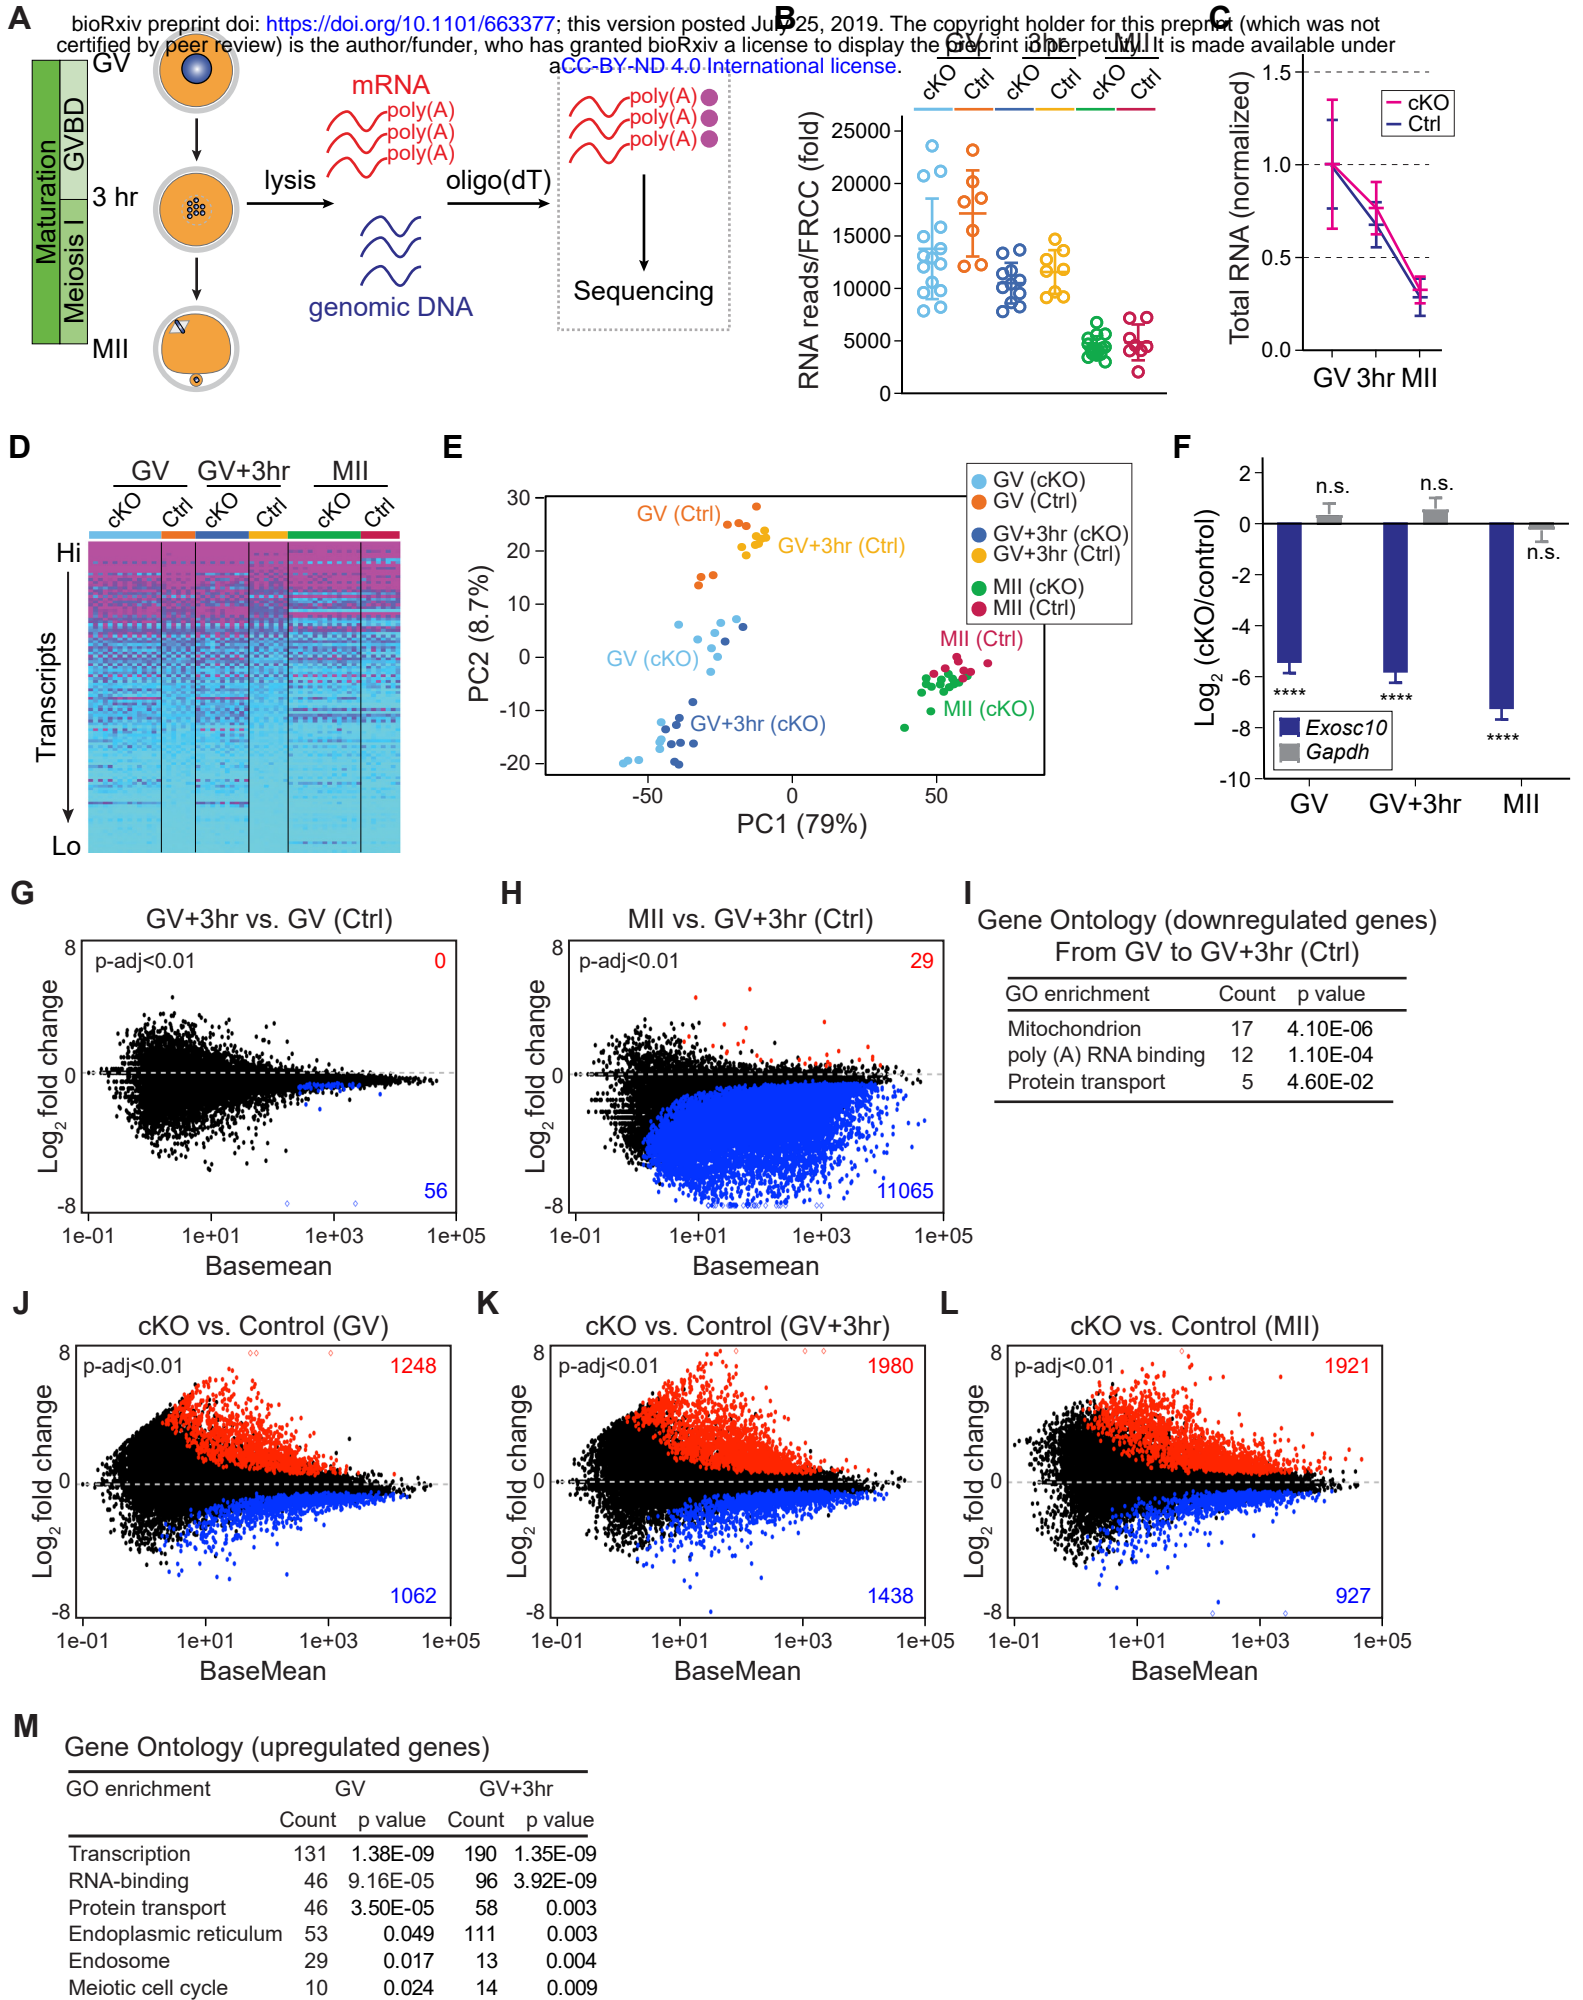 bioRxiv preprint doi: https://doi.org/10.1101/663377; this version posted July 25, 2019. The copyright holder for this preprint (which was not
certified by peer review) is the author/funder, who has granted bioRxiv a license to display the preprint in perpetuity. It is made available under
aCC-BY-ND 4.0 International license.
A
GV
3 hr
MII
Maturation
GVBD
Meiosis I
lysis
mRNA
poly(A)
poly(A)
poly(A)
genomic DNA
oligo(dT)
poly(A)
poly(A)
poly(A)
Sequencing
B
GV 3hr MII
cKO Ctrl cKO Ctrl cKO Ctrl
RNA reads/FRCC (fold)
25000
20000
15000
10000
5000
0
C
Total RNA (normalized)
1.5
1.0
0.5
0.0
cKO
Ctrl
GV 3hr MII
D
GV GV+3hr MII
cKO Ctrl cKO Ctrl cKO Ctrl
Hi
Transcripts
Lo
E
PC2 (8.7%)
30
20
10
0
-10
-20
-50 0 50
PC1 (79%)
GV (Ctrl)
GV+3hr (Ctrl)
GV (cKO)
GV+3hr (cKO)
MII (Ctrl)
MII (cKO)
GV (cKO)
GV (Ctrl)
GV+3hr (cKO)
GV+3hr (Ctrl)
MII (cKO)
MII (Ctrl)
F
Log2 (cKO/control)
2
0
-2
-4
-6
-8
-10
n.s.
n.s.
n.s.
****
****
****
Exosc10
Gapdh
GV GV+3hr MII
G
GV+3hr vs. GV (Ctrl)
p-adj<0.01
0
56
Log2 fold change
8
0
-8
1e-01 1e+01 1e+03 1e+05
Basemean
H
MII vs. GV+3hr (Ctrl)
p-adj<0.01
29
11065
Log2 fold change
8
0
-8
1e-01 1e+01 1e+03 1e+05
Basemean
I
Gene Ontology (downregulated genes)
From GV to GV+3hr (Ctrl)
GO enrichment Count p value
Mitochondrion 17 4.10E-06
poly (A) RNA binding 12 1.10E-04
Protein transport 5 4.60E-02
J
cKO vs. Control (GV)
p-adj<0.01
1248
1062
Log2 fold change
8
0
-8
1e-01 1e+01 1e+03 1e+05
BaseMean
K
cKO vs. Control (GV+3hr)
p-adj<0.01
1980
1438
Log2 fold change
8
0
-8
1e-01 1e+01 1e+03 1e+05
BaseMean
L
cKO vs. Control (MII)
p-adj<0.01
1921
927
Log2 fold change
8
0
-8
1e-01 1e+01 1e+03 1e+05
BaseMean
M
Gene Ontology (upregulated genes)
GO enrichment GV GV+3hr
Count p value Count p value
Transcription 131 1.38E-09 190 1.35E-09
RNA-binding 46 9.16E-05 96 3.92E-09
Protein transport 46 3.50E-05 58 0.003
Endoplasmic reticulum 53 0.049 111 0.003
Endosome 29 0.017 13 0.004
Meiotic cell cycle 10 0.024 14 0.009